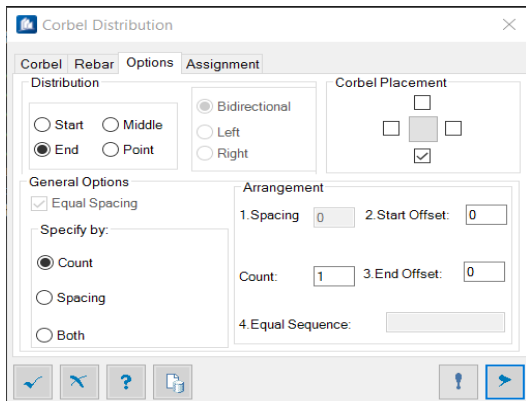 Corbel Distribution
Corbel Rebar Options Assignment
Distribution
Start Middle
End Point
Bidirectional
Left
Right
Corbel Placement
General Options
Equal Spacing
Specify by:
Count
Spacing
Both
Arrangement
1.Spacing 0 2.Start Offset: 0
Count: 1 3.End Offset: 0
4.Equal Sequence:
?